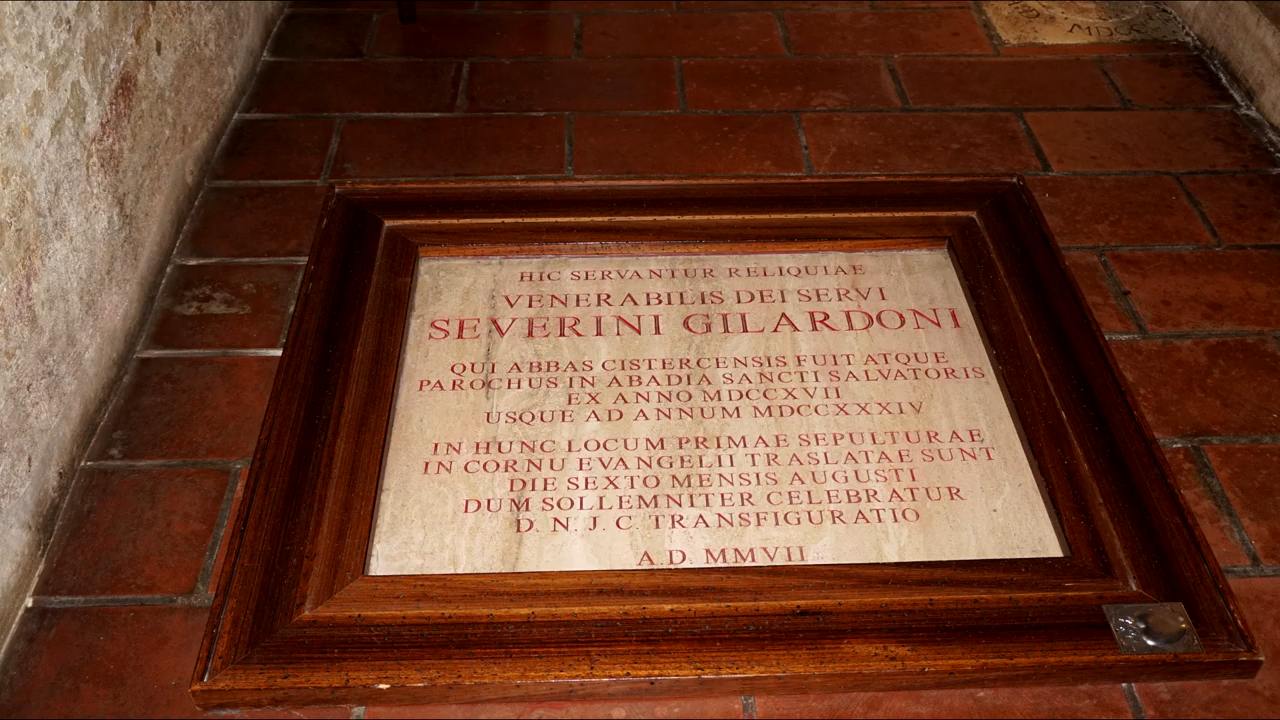 HIC SERVANTUR RELIQUIAE
VENERABILIS DEI SERVI
SEVERINI GILARDONI
QUI ABBAS CISTERCENSIS FUIT ATQUE
PAROCHUS IN ABADIA SANCTI SALVATORIS
EX ANNO MDCCXVII
USQUE AD ANNUM MDCCXXXIV
IN HUNC LOCUM PRIMAE SEPULTURAE
IN CORNU EVANGELII TRASLATAE SUNT
DIE SEXTO MENSIS AUGUSTI
DUM SOLLEMNITER CELEBRATUR
D. N. J. C. TRANSFIGURATIO
A.D. MMVII